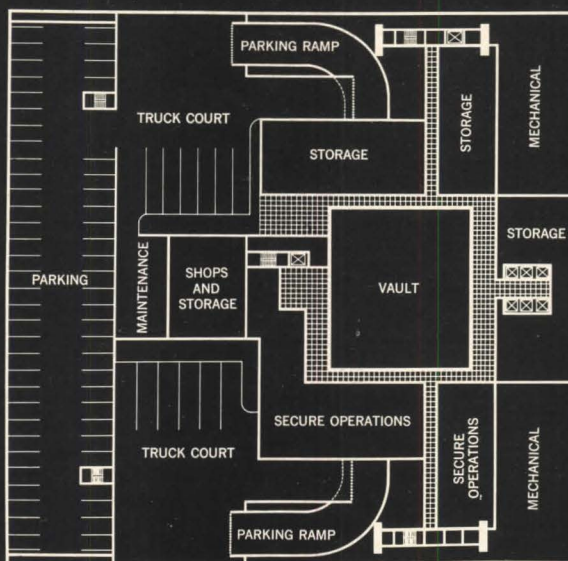 PARKING RAMP
TRUCK COURT
STORAGE
STORAGE
MECHANICAL
PARKING
MAINTENANCE
SHOPS
AND
STORAGE
VAULT
STORAGE
SECURE OPERATIONS
TRUCK COURT
SECURE
OPERATIONS
MECHANICAL
PARKING RAMP